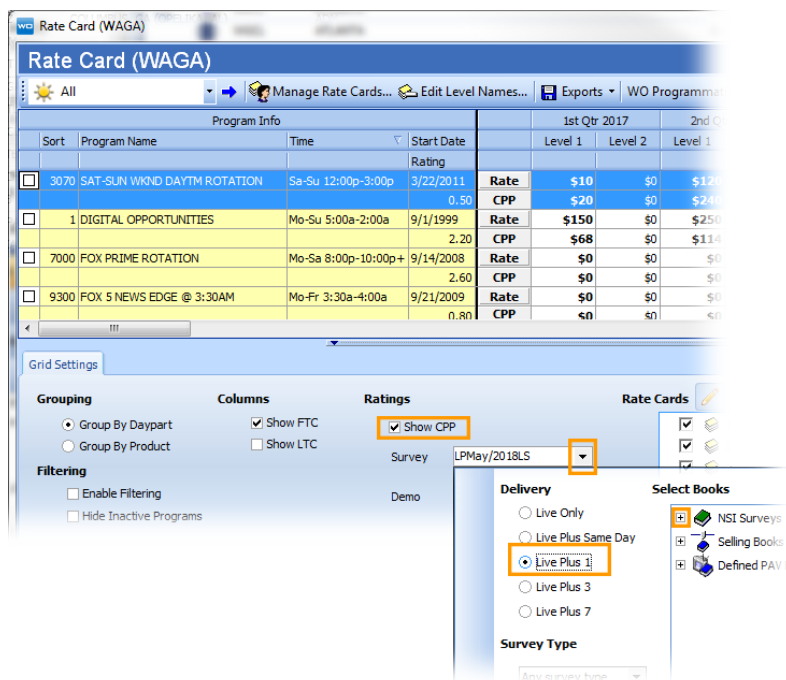 WO Rate Card (WAGA)
Rate Card (WAGA)
All Manage Rate Cards... Edit Level Names... Exports WO Programma
Program Info 1st Qtr 2017 2nd Q
Sort Program Name Time Start Date Level 1 Level 2 Level 1
Rating
3070 SAT-SUN WKND DAYTM ROTATION Sa-Su 12:00p-3:00p 3/22/2011 Rate $10 $0 $120
0.50 CPP $20 $0 $240
1 DIGITAL OPPORTUNITIES Mo-Su 5:00a-2:00a 9/1/1999 Rate $150 $0 $250
2.20 CPP $68 $0 $114
7000 FOX PRIME ROTATION Mo-Sa 8:00p-10:00p+ 9/14/2008 Rate $0 $0 $0
2.60 CPP $0 $0 $0
9300 FOX 5 NEWS EDGE @ 3:30AM Mo-Fr 3:30a-4:00a 9/21/2009 Rate $0 $0 $0
0.80 CPP $0 $0 $0
Grid Settings
Grouping Columns Ratings Rate Cards
Group By Daypart Show FTC Show CPP
Group By Product Show LTC
Survey LPMay/2018LS
Filtering
Enable Filtering Demo
Hide Inactive Programs
Delivery Select Books
Live Only NSI Surveys
Live Plus Same Day Selling Books
Live Plus 1 Defined PAV
Live Plus 3
Live Plus 7
Survey Type
Any survey type